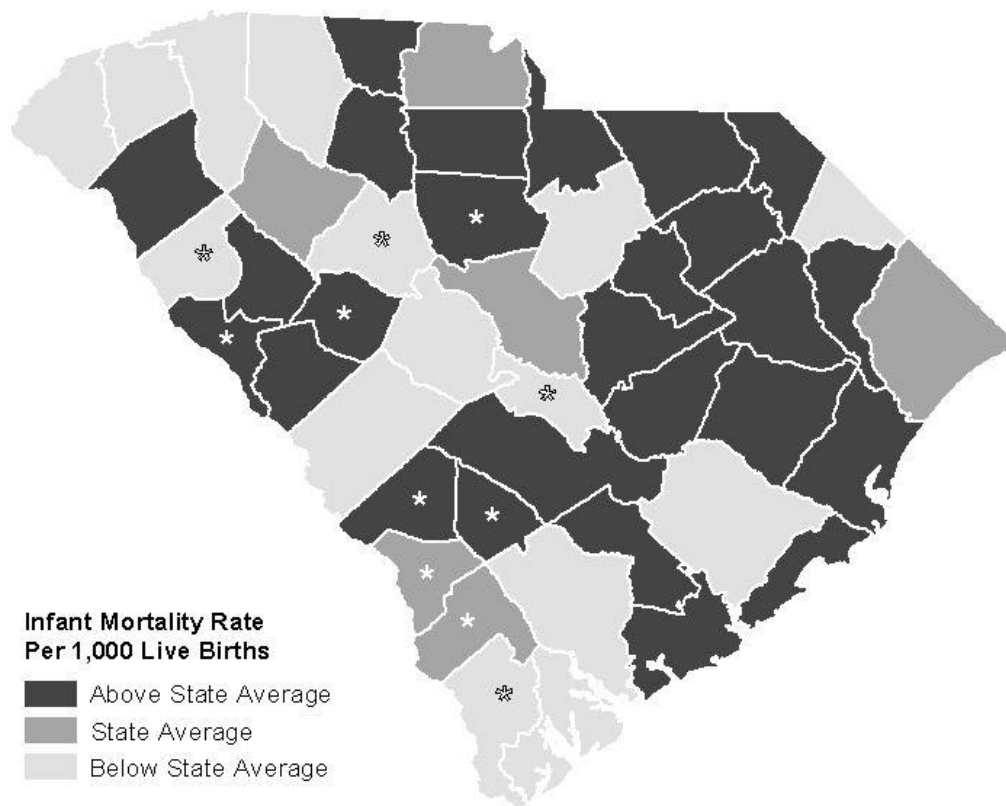 Infant Mortality Rate
Per 1,000 Live Births
Above State Average
State Average
Below State Average